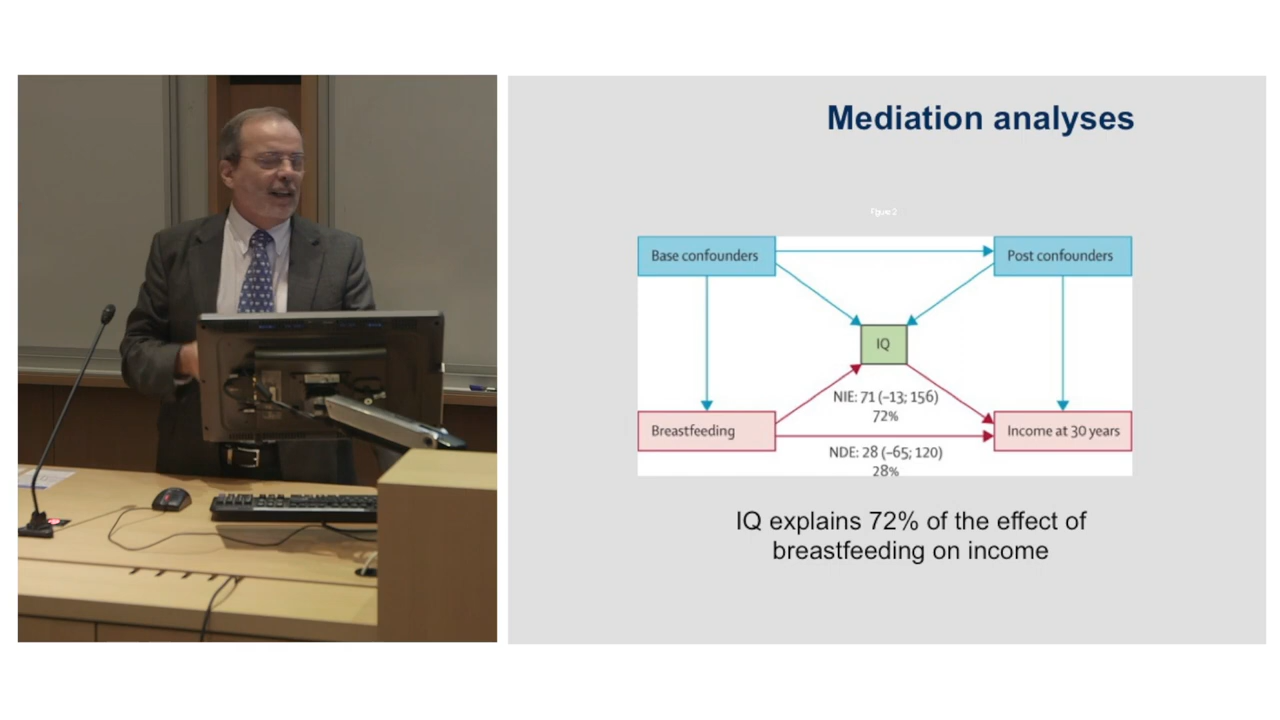 Mediation analyses
Figure 2
Base confounders
Post confounders
IQ
NIE: 71 (–13; 156)
72%
Breastfeeding
Income at 30 years
NDE: 28 (–65; 120)
28%
IQ explains 72% of the effect of
breastfeeding on income